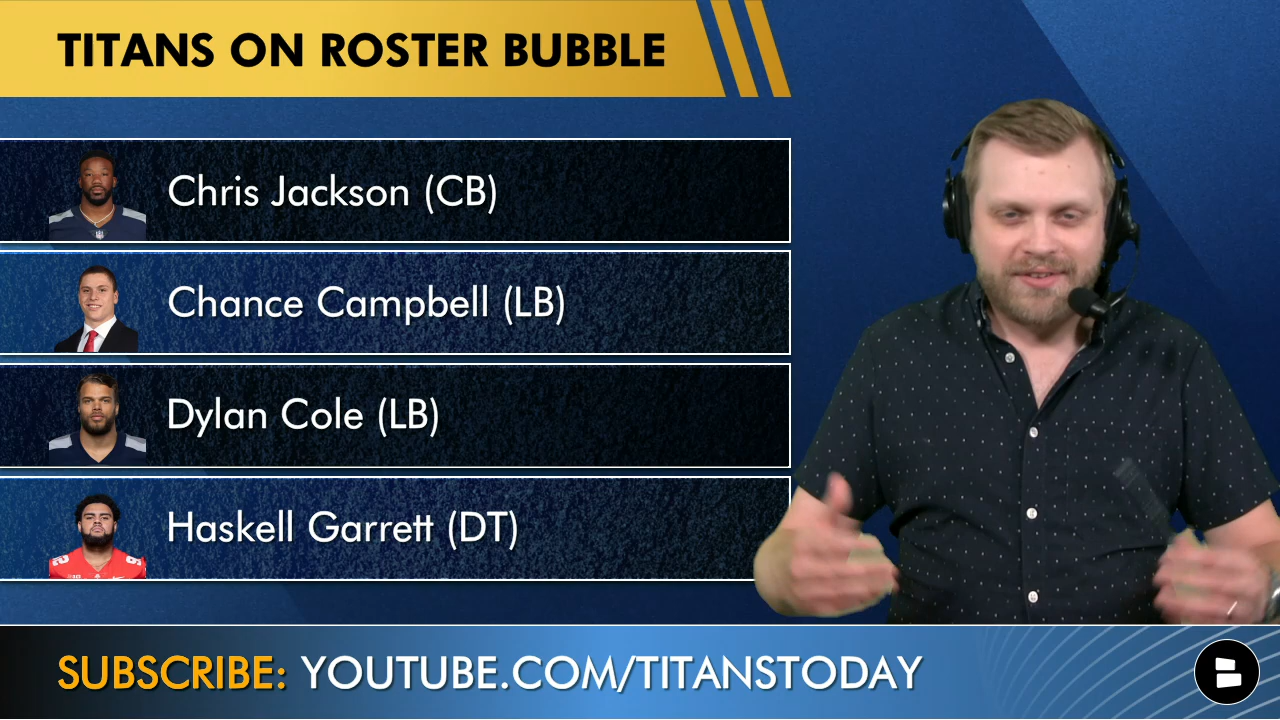 TITANS ON ROSTER BUBBLE
Chris Jackson (CB)
Chance Campbell (LB)
Dylan Cole (LB)
Haskell Garrett (DT)
SUBSCRIBE: YOUTUBE.COM/TITANSTODAY